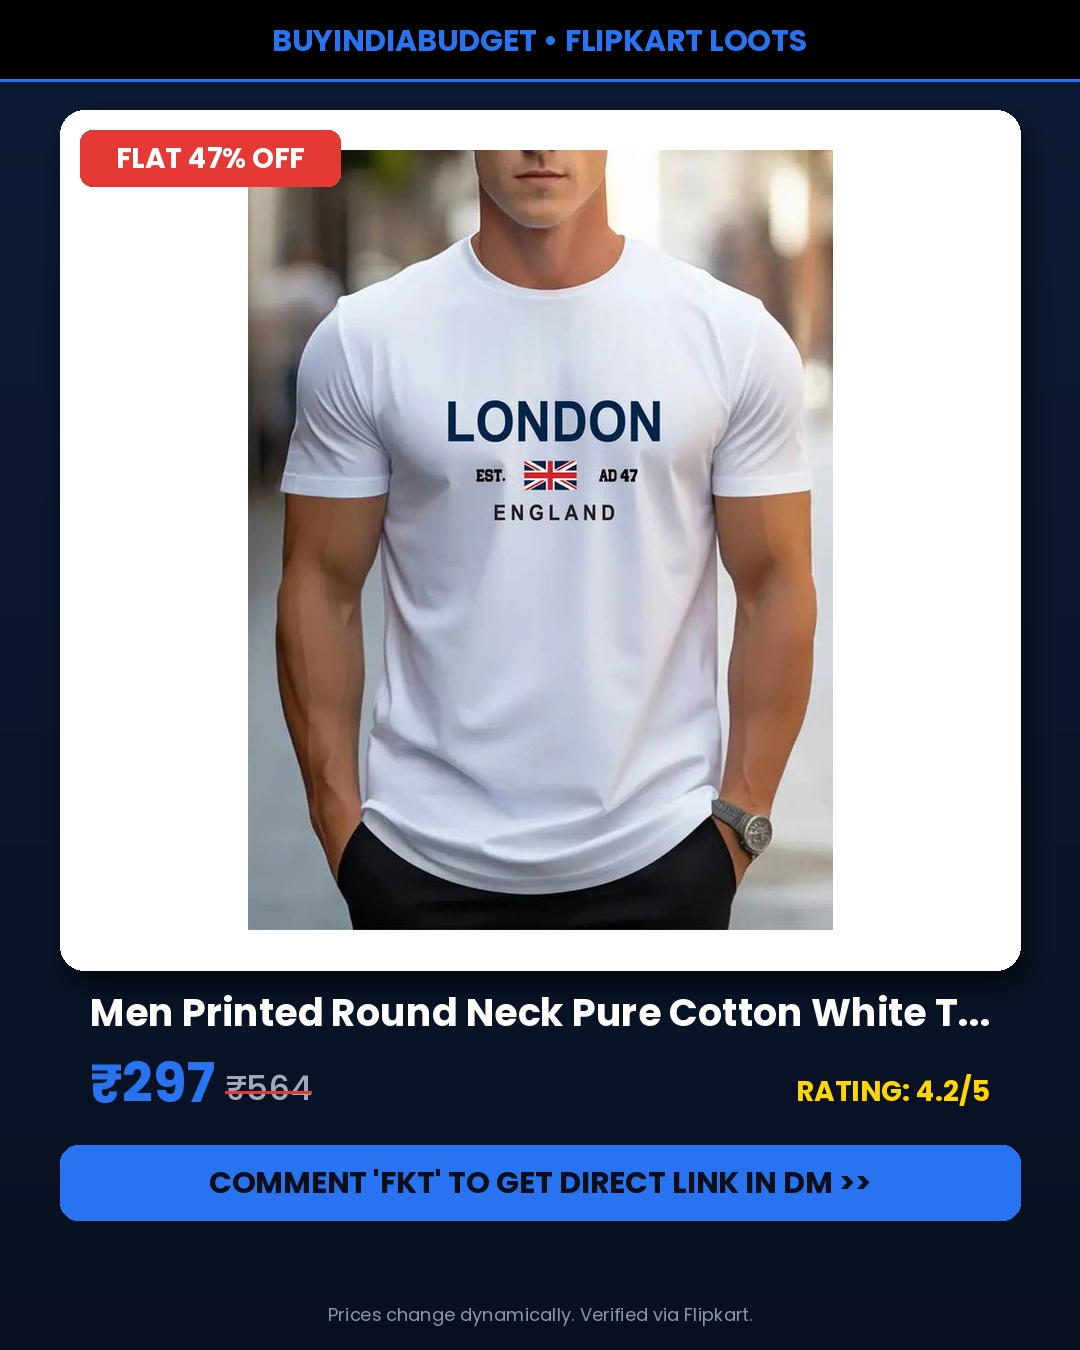 BUYINDIABUDGET • FLIPKART LOOTS
FLAT 47% OFF
LONDON
EST. AD 47
ENGLAND
Men Printed Round Neck Pure Cotton White T...
₹297 ₹564
RATING: 4.2/5
COMMENT 'FKT' TO GET DIRECT LINK IN DM >>
Prices change dynamically. Verified via Flipkart.